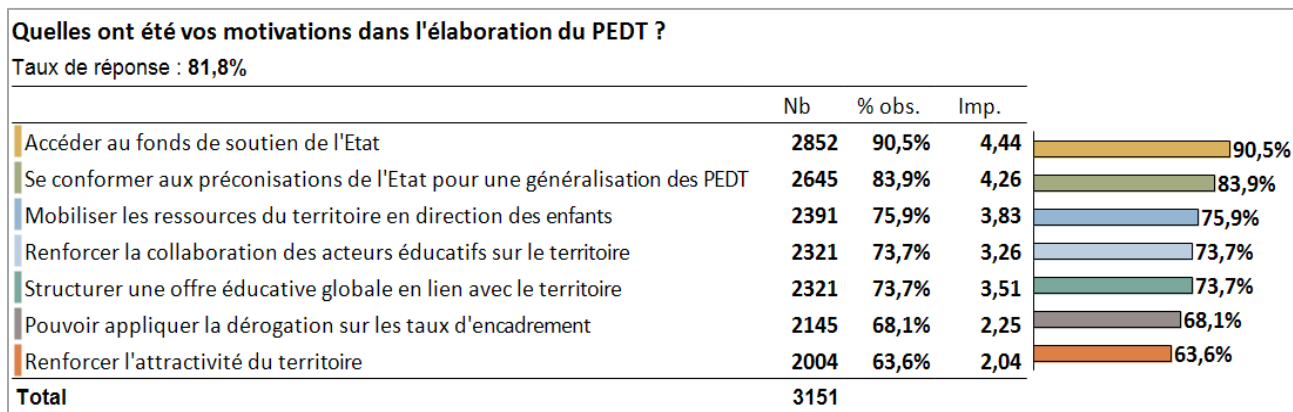 Quelles ont été vos motivations dans l'élaboration du PEDT ?
Taux de réponse : 81,8%
Nb % obs. Imp.
Accéder au fonds de soutien de l'Etat 2852 90,5% 4,44 90,5%
Se conformer aux préconisations de l'Etat pour une généralisation des PEDT 2645 83,9% 4,26 83,9%
Mobiliser les ressources du territoire en direction des enfants 2391 75,9% 3,83 75,9%
Renforcer la collaboration des acteurs éducatifs sur le territoire 2321 73,7% 3,26 73,7%
Structurer une offre éducative globale en lien avec le territoire 2321 73,7% 3,51 73,7%
Pouvoir appliquer la dérogation sur les taux d'encadrement 2145 68,1% 2,25 68,1%
Renforcer l'attractivité du territoire 2004 63,6% 2,04 63,6%
Total 3151